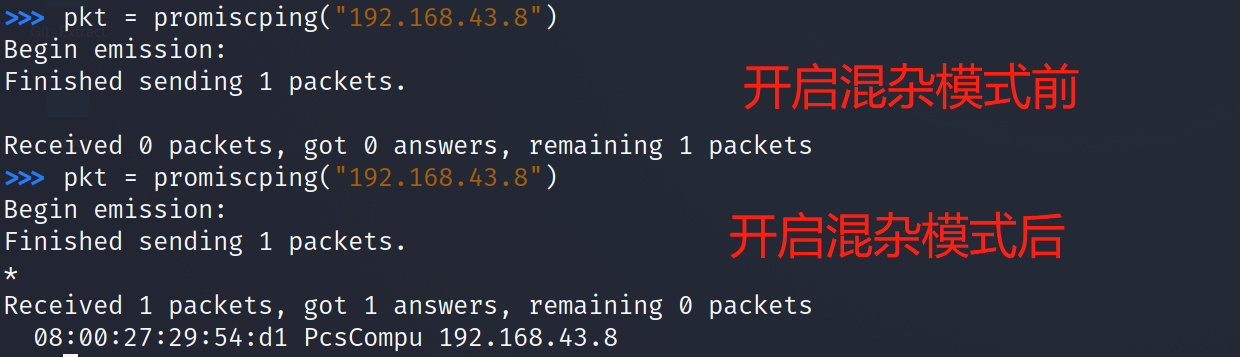 >>> pkt = promiscping("192.168.43.8")
Begin emission:
Finished sending 1 packets.
开启混杂模式前
Received 0 packets, got 0 answers, remaining 1 packets
>>> pkt = promiscping("192.168.43.8")
Begin emission:
Finished sending 1 packets.
开启混杂模式后
*
Received 1 packets, got 1 answers, remaining 0 packets
08:00:27:29:54:d1 PcsCompu 192.168.43.8